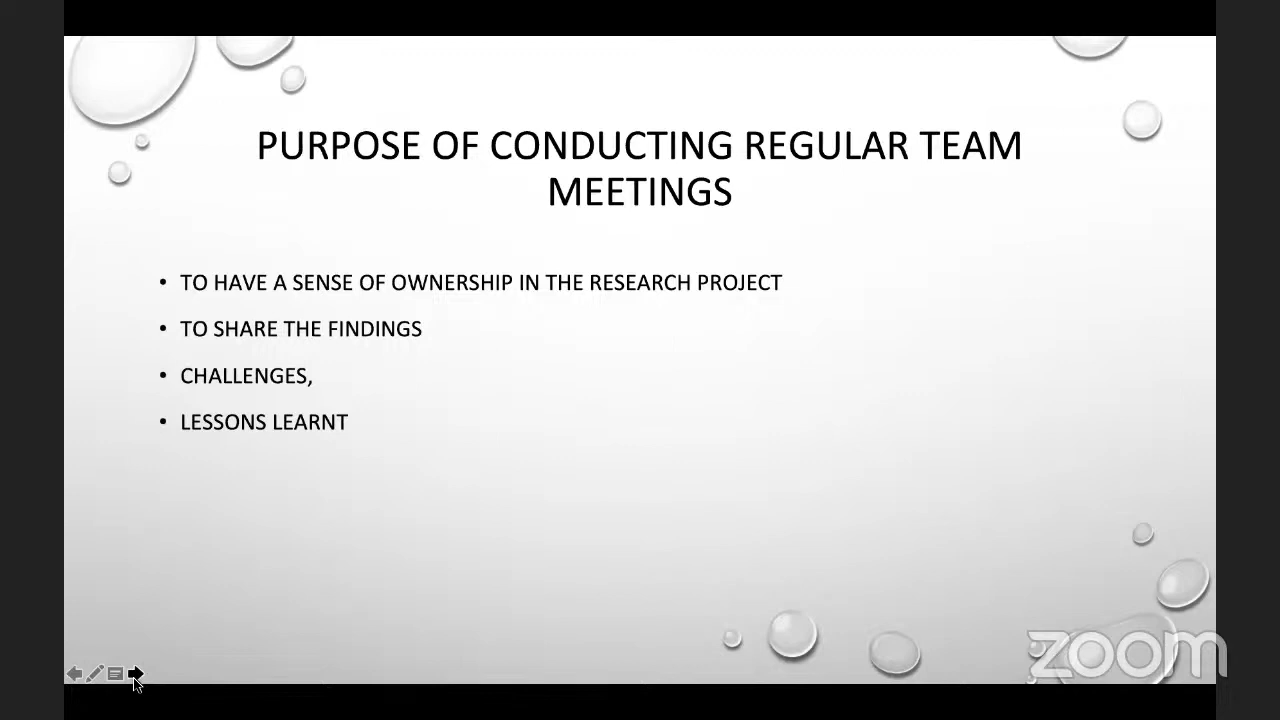 PURPOSE OF CONDUCTING REGULAR TEAM
MEETINGS
• TO HAVE A SENSE OF OWNERSHIP IN THE RESEARCH PROJECT
• TO SHARE THE FINDINGS
• CHALLENGES,
• LESSONS LEARNT
zoom